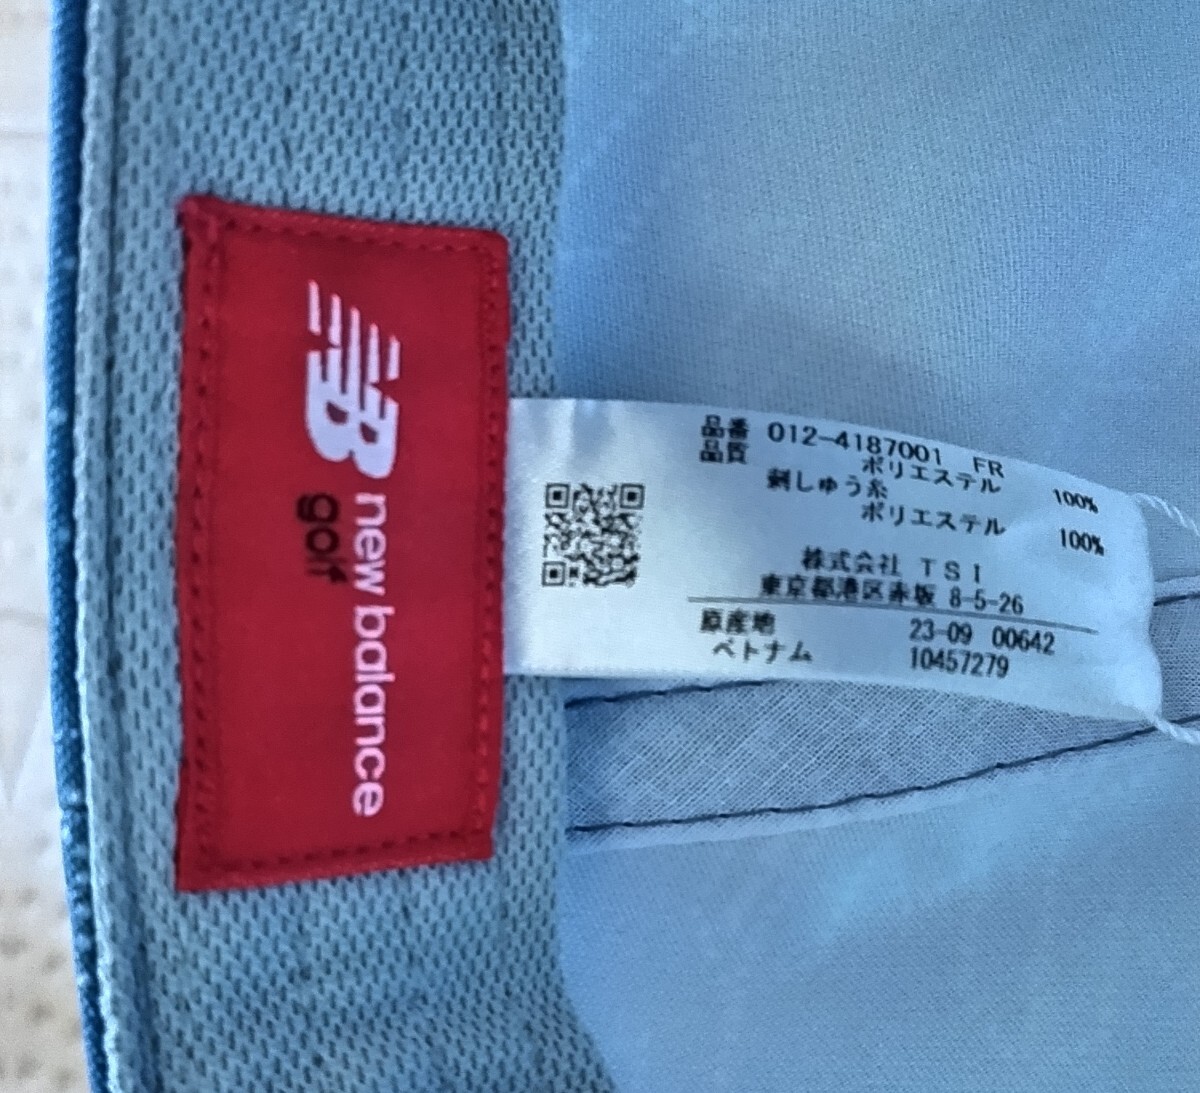 new balance
golf
品番 012-4187001 FR
品質 ポリエステル 100%
刺しゅう糸
ポリエステル 100%
株式会社 TSI
東京都港区赤坂 8-5-26
原産地 23-09 00642
ベトナム 10457279